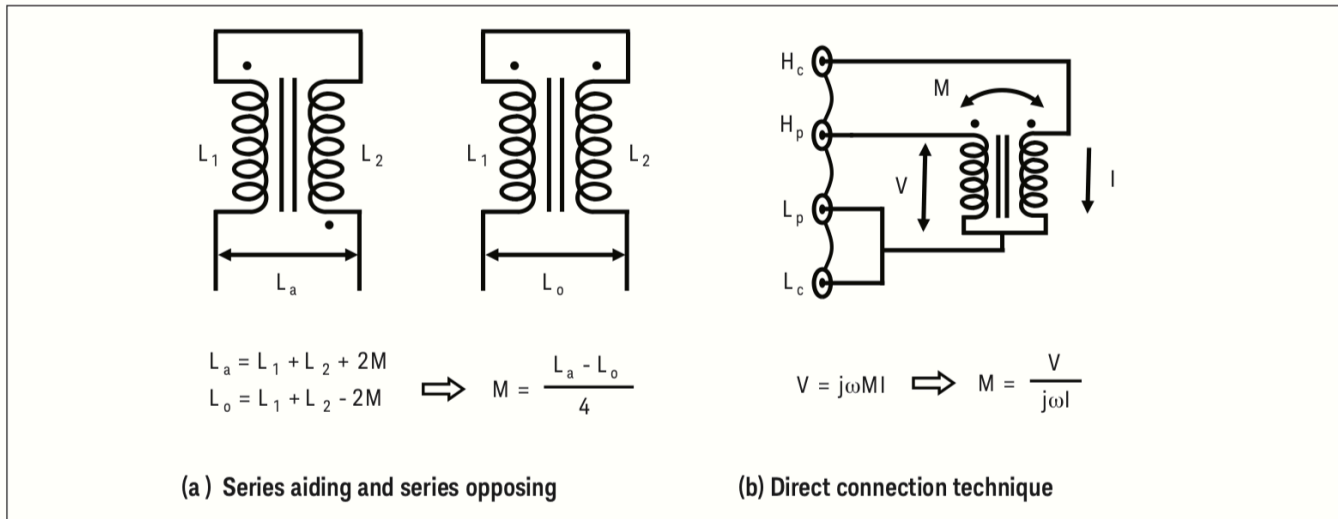 L1
L2
La
L1
L2
Lo
La = L1 + L2 + 2M
Lo = L1 + L2 - 2M
M = La - Lo
4
(a ) Series aiding and series opposing
Hc
Hp
Lp
Lc
M
V
I
V = jωMI
M = V
jωI
(b) Direct connection technique